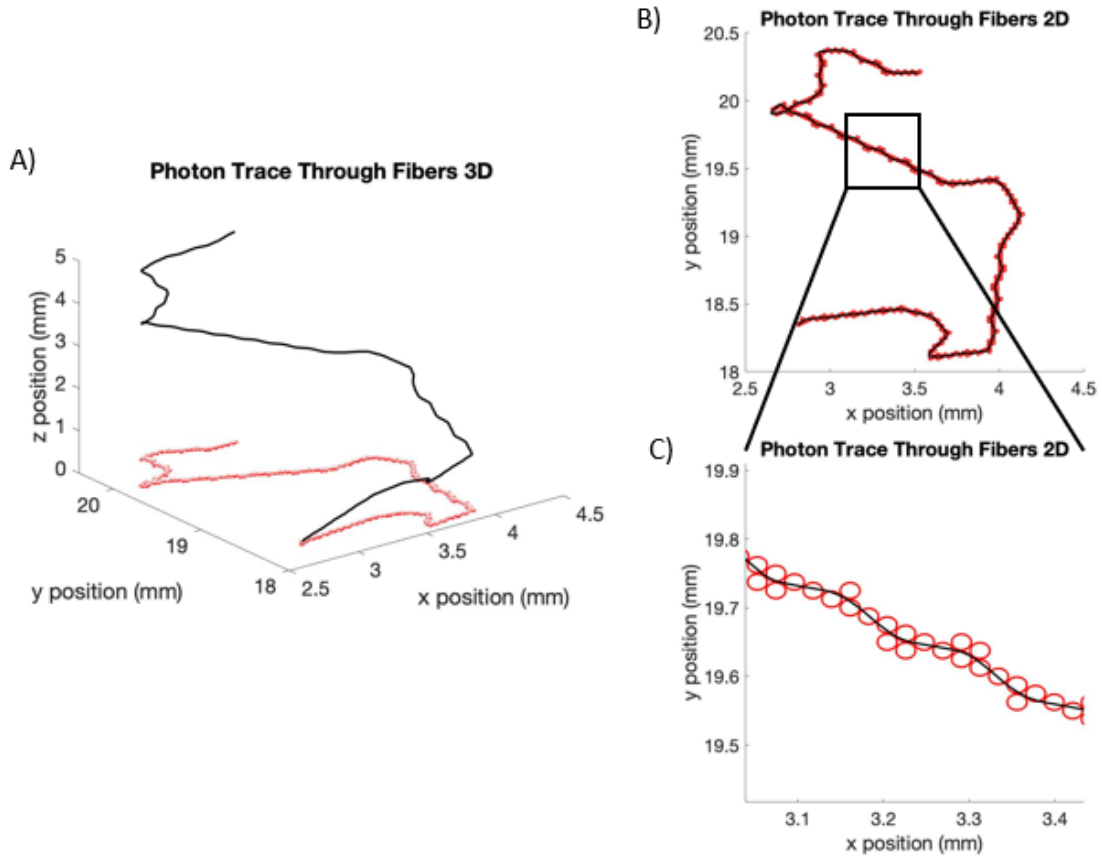 A)
Photon Trace Through Fibers 3D
5
4
3
2
1
0
z position (mm)
20
19
18
y position (mm)
2.5
3
3.5
4
4.5
x position (mm)
B)
Photon Trace Through Fibers 2D
20.5
20
19.5
19
18.5
18
y position (mm)
2.5 3 3.5 4 4.5
x position (mm)
C)
Photon Trace Through Fibers 2D
19.9
19.8
19.7
19.6
19.5
y position (mm)
3.1 3.2 3.3 3.4
x position (mm)